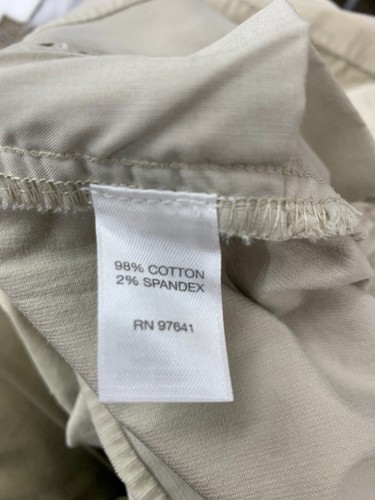 98% COTTON
2% SPANDEX
RN 97641